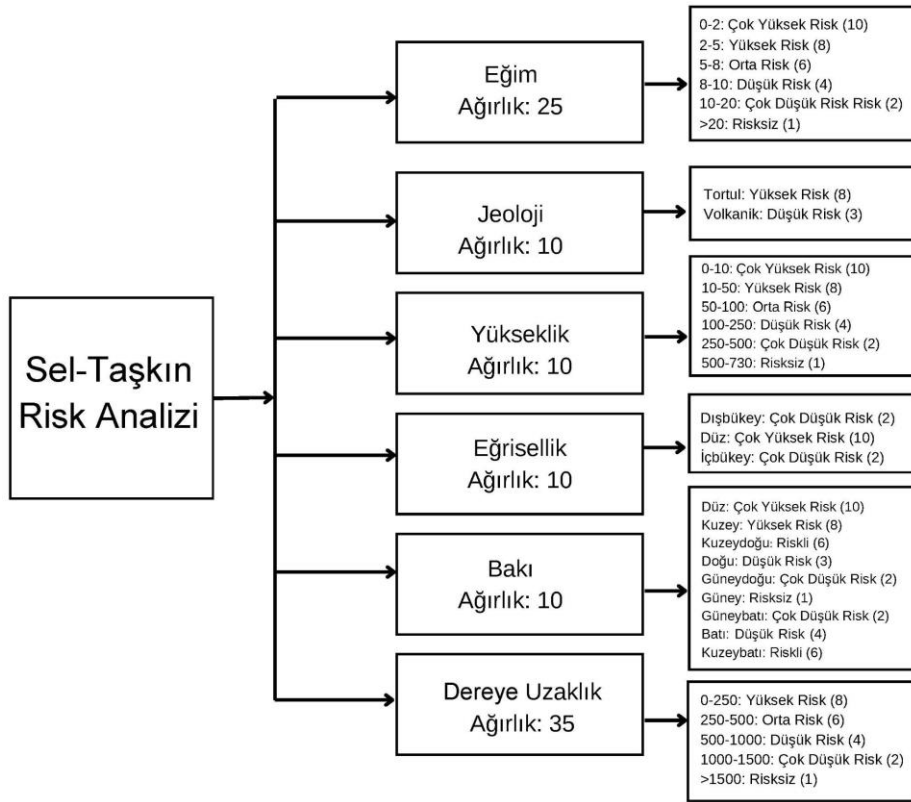 Sel-Taşkın
Risk Analizi
Eğim
Ağırlık: 25
0-2: Çok Yüksek Risk (10)
2-5: Yüksek Risk (8)
5-8: Orta Risk (6)
8-10: Düşük Risk (4)
10-20: Çok Düşük Risk Risk (2)
>20: Risksiz (1)
Jeoloji
Ağırlık: 10
Tortul: Yüksek Risk (8)
Volkanik: Düşük Risk (3)
Yükseklik
Ağırlık: 10
0-10: Çok Yüksek Risk (10)
10-50: Yüksek Risk (8)
50-100: Orta Risk (6)
100-250: Düşük Risk (4)
250-500: Çok Düşük Risk (2)
500-730: Risksiz (1)
Eğrisellik
Ağırlık: 10
Dışbükey: Çok Düşük Risk (2)
Düz: Çok Yüksek Risk (10)
İçbükey: Çok Düşük Risk (2)
Bakı
Ağırlık: 10
Düz: Çok Yüksek Risk (10)
Kuzey: Yüksek Risk (8)
Kuzeydoğu: Riskli (6)
Doğu: Düşük Risk (3)
Güneydoğu: Çok Düşük Risk (2)
Güney: Risksiz (1)
Güneybatı: Çok Düşük Risk (2)
Batı: Düşük Risk (4)
Kuzeybatı: Riskli (6)
Dereye Uzaklık
Ağırlık: 35
0-250: Yüksek Risk (8)
250-500: Orta Risk (6)
500-1000: Düşük Risk (4)
1000-1500: Çok Düşük Risk (2)
>1500: Risksiz (1)